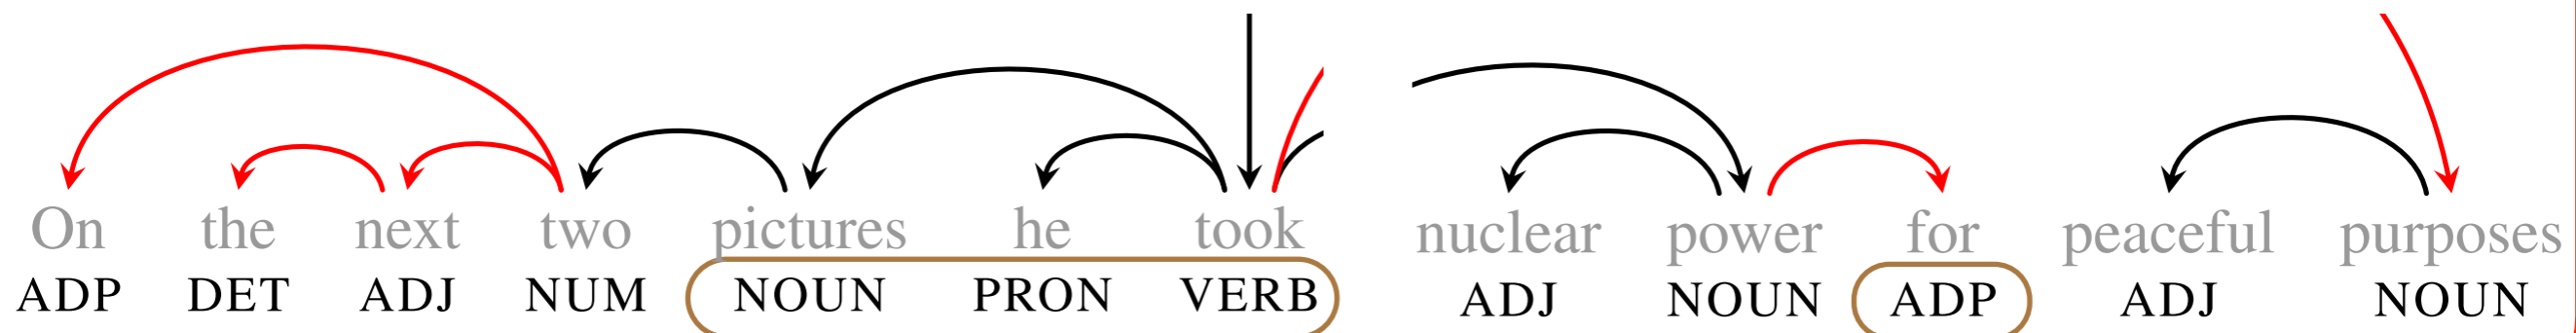 On the next two pictures he took nuclear power for peaceful purposes
ADP DET ADJ NUM NOUN PRON VERB ADJ NOUN ADP ADJ NOUN